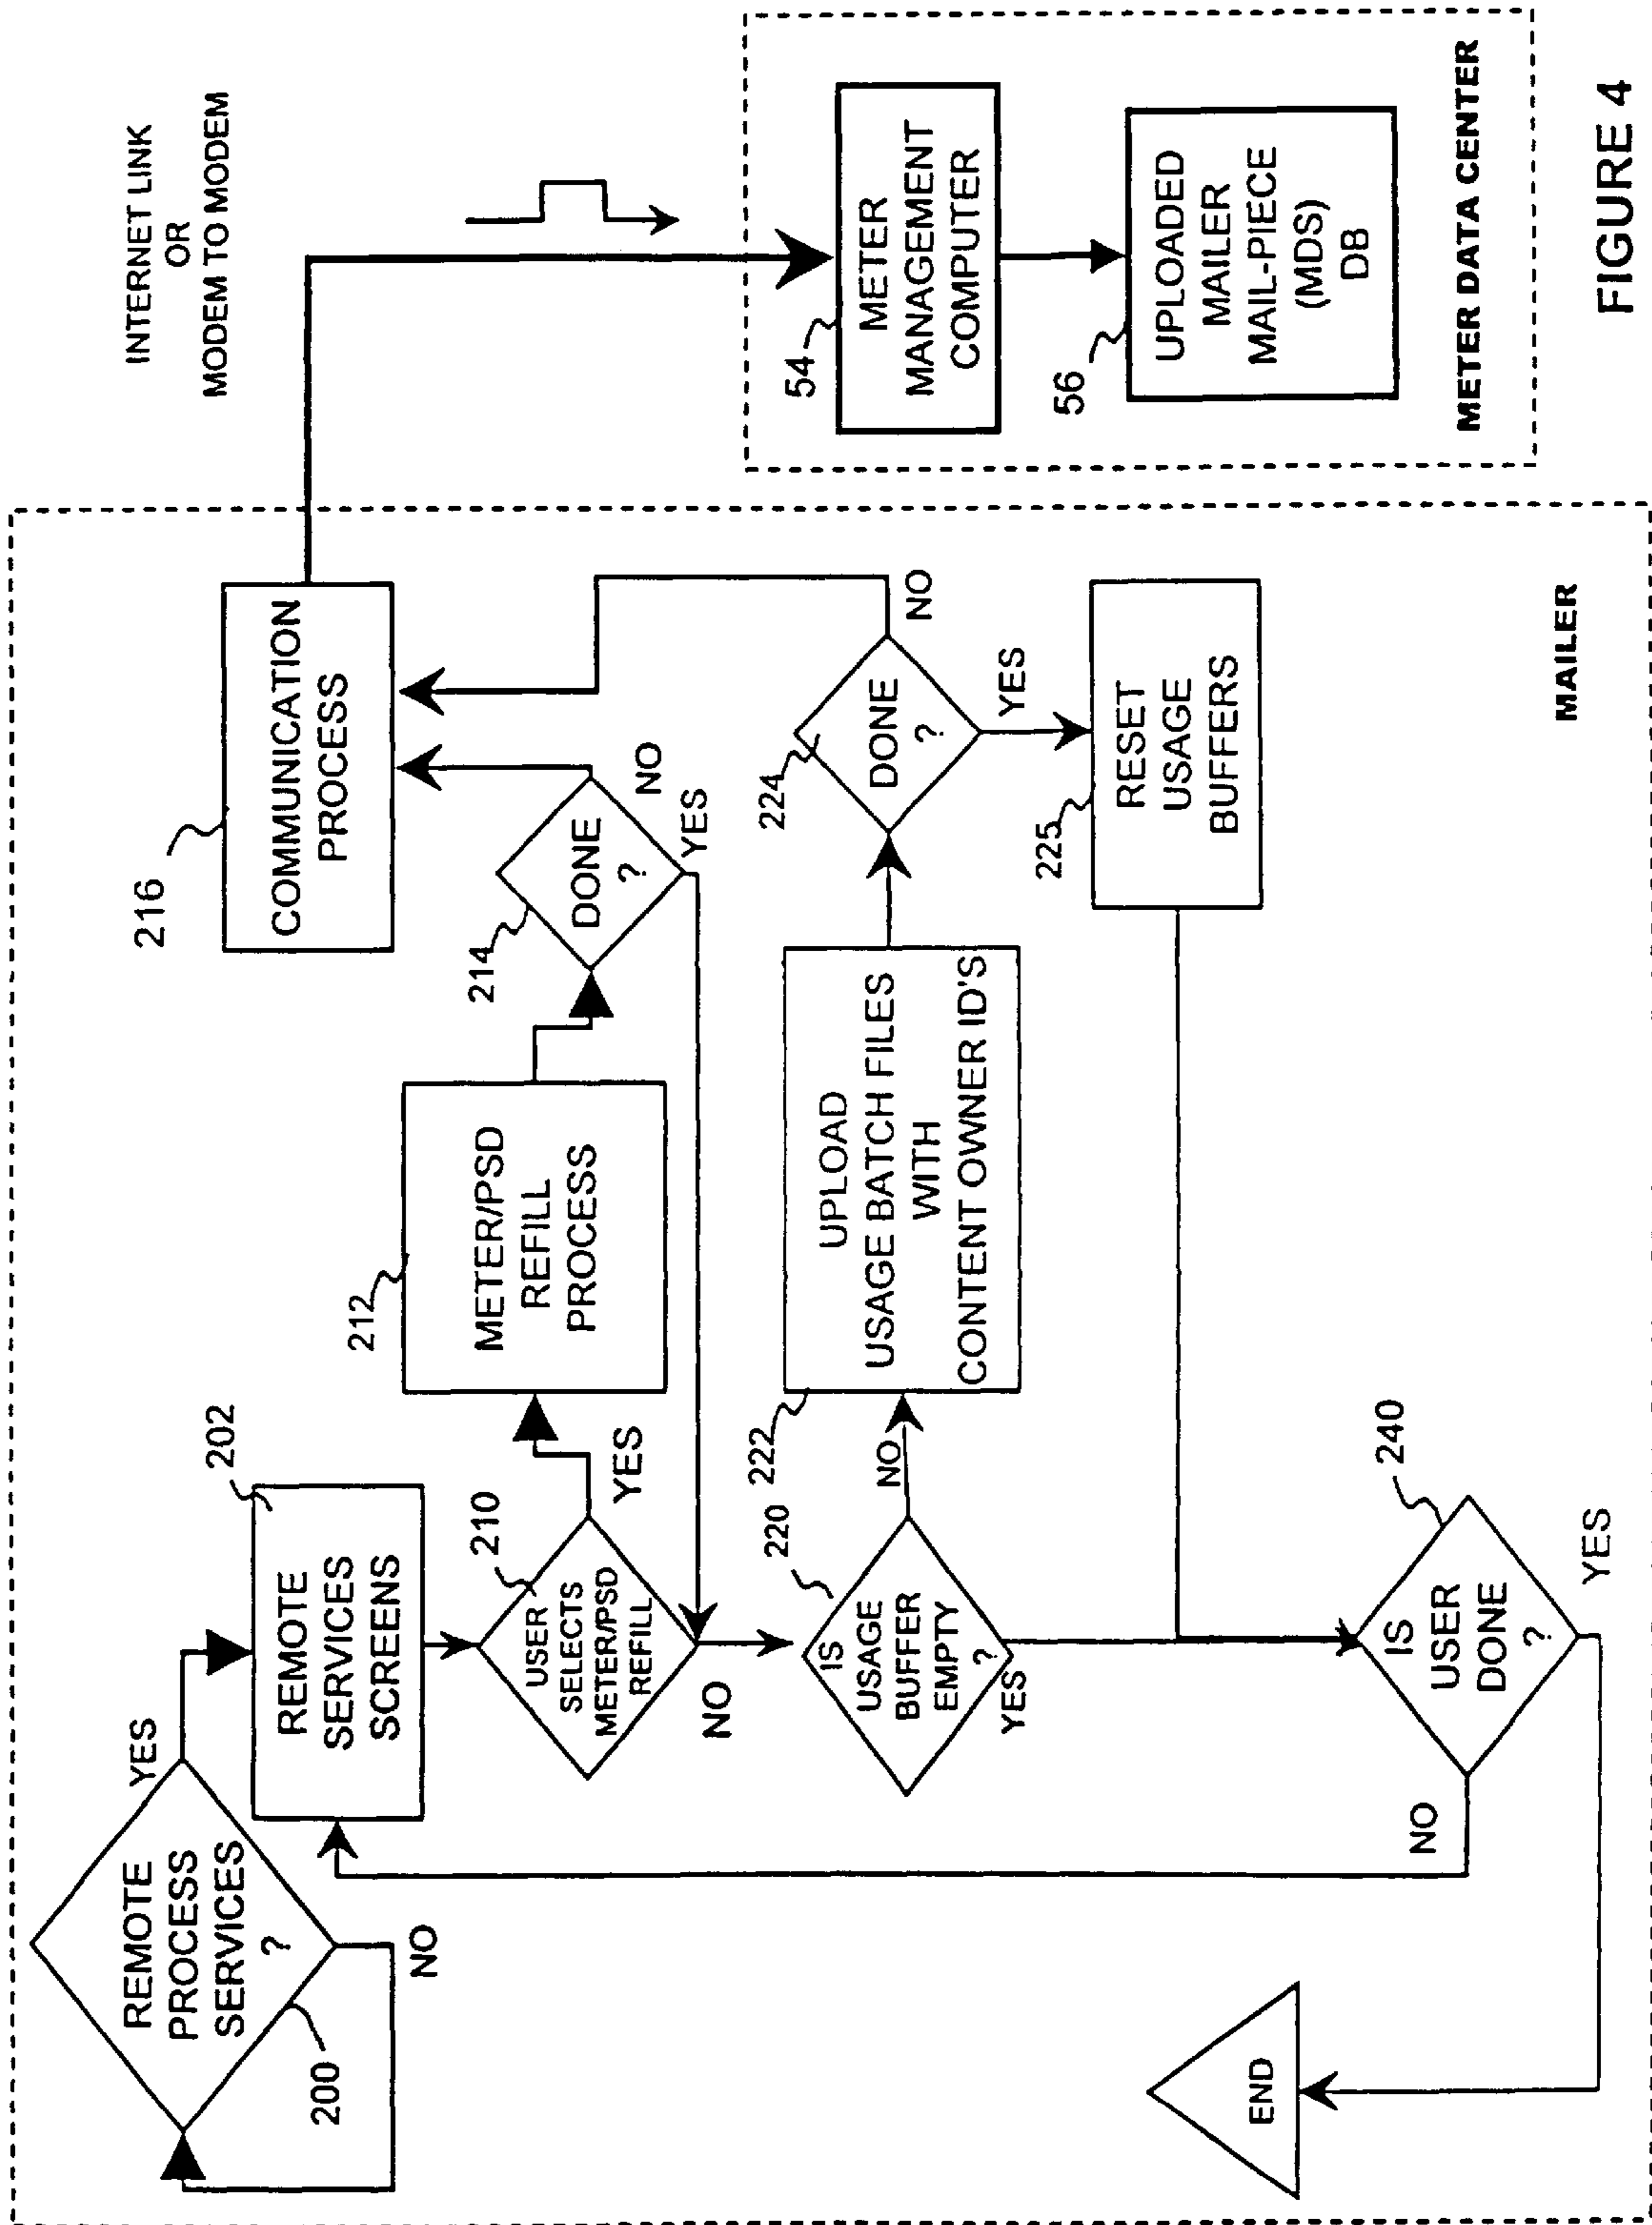 REMOTE
PROCESS
SERVICES
?
200
YES
NO
202
REMOTE
SERVICES
SCREENS
210
USER
SELECTS
METER/PSD
REFILL
YES
NO
212
METER/PSD
REFILL
PROCESS
214
DONE
?
NO
YES
216
COMMUNICATION
PROCESS
INTERNET LINK
OR
MODEM TO MODEM
220
IS
USAGE
BUFFER
EMPTY
?
NO
YES
222
UPLOAD
USAGE BATCH FILES
WITH
CONTENT OWNER ID'S
224
DONE
?
NO
YES
225
RESET
USAGE
BUFFERS
240
IS
USER
DONE
?
NO
YES
END
MAILER
54
METER
MANAGEMENT
COMPUTER
56
UPLOADED
MAILER
MAIL-PIECE
(MDS)
DB
METER DATA CENTER
FIGURE 4